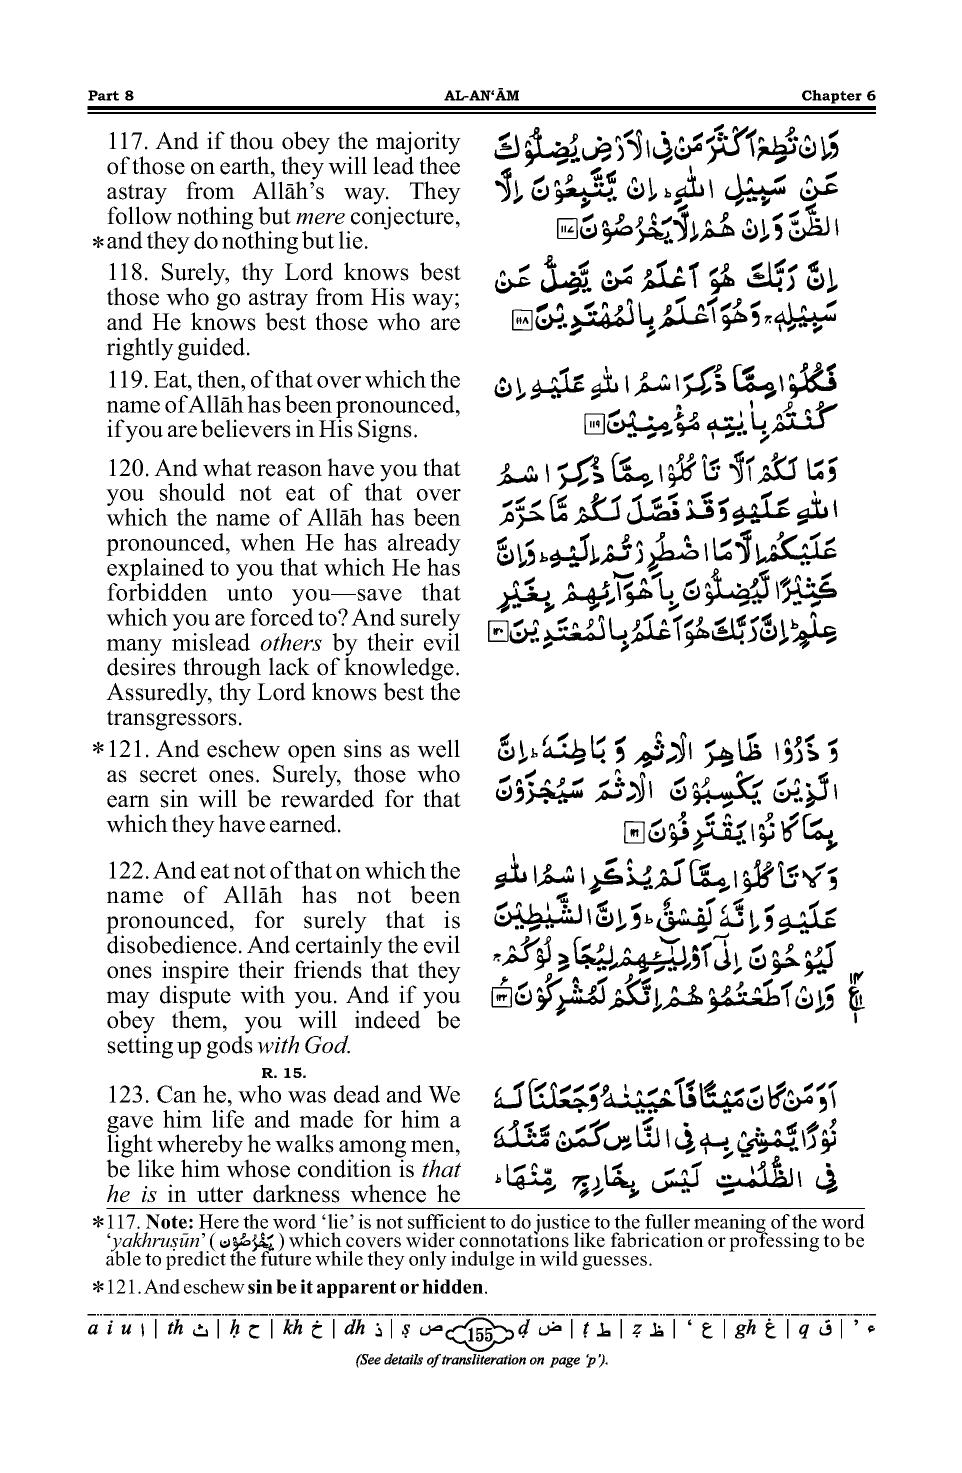 Part 8 AL-AN‘ĀM Chapter 6
117. And if thou obey the majority
of those on earth, they will lead thee
astray from Allāh’s way. They
follow nothing but mere conjecture,
*and they do nothing but lie.
وَاِنْ تُطِعْ اَكْثَرَ مَنْ فِي الْاَرْضِ يُضِلُّوْكَ
عَنْ سَبِيْلِ اللّٰهِ ؕ اِنْ يَّتَّبِعُوْنَ اِلَّا
الظَّنَّ وَاِنْ هُمْ اِلَّا يَخْرُصُوْنَ ۝۱۱۷
118. Surely, thy Lord knows best
those who go astray from His way;
and He knows best those who are
rightly guided.
اِنَّ رَبَّكَ هُوَ اَعْلَمُ مَنْ يَّضِلُّ عَنْ
سَبِيْلِهٖ ۚ وَهُوَ اَعْلَمُ بِالْمُهْتَدِيْنَ ۝۱۱۸
119. Eat, then, of that over which the
name of Allāh has been pronounced,
if you are believers in His Signs.
فَكُلُوْا مِمَّا ذُكِرَ اسْمُ اللّٰهِ عَلَيْهِ اِنْ
كُنْتُمْ بِاٰيٰتِهٖ مُؤْمِنِيْنَ ۝۱۱۹
120. And what reason have you that
you should not eat of that over
which the name of Allāh has been
pronounced, when He has already
explained to you that which He has
forbidden unto you—save that
which you are forced to? And surely
many mislead others by their evil
desires through lack of knowledge.
Assuredly, thy Lord knows best the
transgressors.
وَمَا لَكُمْ اَلَّا تَاْكُلُوْا مِمَّا ذُكِرَ اسْمُ
اللّٰهِ عَلَيْهِ وَقَدْ فَصَّلَ لَكُمْ مَّا حَرَّمَ
عَلَيْكُمْ اِلَّا مَا اضْطُرِرْتُمْ اِلَيْهِ ؕ وَاِنَّ
كَثِيْرًا لَّيُضِلُّوْنَ بِاَهْوَآئِهِمْ بِغَيْرِ
عِلْمٍ ؕ اِنَّ رَبَّكَ هُوَ اَعْلَمُ بِالْمُعْتَدِيْنَ ۝۱۲۰
*121. And eschew open sins as well
as secret ones. Surely, those who
earn sin will be rewarded for that
which they have earned.
وَ ذَرُوْا ظَاهِرَ الْاِثْمِ وَ بَاطِنَهٗ ؕ اِنَّ
الَّذِيْنَ يَكْسِبُوْنَ الْاِثْمَ سَيُجْزَوْنَ
بِمَا كَانُوْا يَقْتَرِفُوْنَ ۝۱۲۱
122. And eat not of that on which the
name of Allāh has not been
pronounced, for surely that is
disobedience. And certainly the evil
ones inspire their friends that they
may dispute with you. And if you
obey them, you will indeed be
setting up gods with God.
وَلَا تَاْكُلُوْا مِمَّا لَمْ يُذْكَرِ اسْمُ اللّٰهِ
عَلَيْهِ وَاِنَّهٗ لَفِسْقٌ ؕ وَاِنَّ الشَّيٰطِيْنَ
لَيُوْحُوْنَ اِلٰٓى اَوْلِيٰٓئِهِمْ لِيُجَادِلُوْكُمْ ۚ
وَاِنْ اَطَعْتُمُوْهُمْ اِنَّكُمْ لَمُشْرِكُوْنَ ۝۱۲۲
R. 15.
123. Can he, who was dead and We
gave him life and made for him a
light whereby he walks among men,
be like him whose condition is that
he is in utter darkness whence he
اَوَمَنْ كَانَ مَيْتًا فَاَحْيَيْنٰهُ وَجَعَلْنَا لَهٗ
نُوْرًا يَّمْشِيْ بِهٖ فِي النَّاسِ كَمَنْ مَّثَلُهٗ
فِي الظُّلُمٰتِ لَيْسَ بِخَارِجٍ مِّنْهَا ؕ
*117. Note: Here the word ‘lie’ is not sufficient to do justice to the fuller meaning of the word
‘yakhruṣūn’ (يَخْرُصُوْنَ) which covers wider connotations like fabrication or professing to be
able to predict the future while they only indulge in wild guesses.
*121. And eschew sin be it apparent or hidden.
a i u ا | th ث | ḥ ح | kh خ | dh ذ | ṣ ص 155 ḍ ض | ṭ ط | ẓ ظ | ‘ ع | gh غ | q ق | ’ ء
(See details of transliteration on page ‘p’).